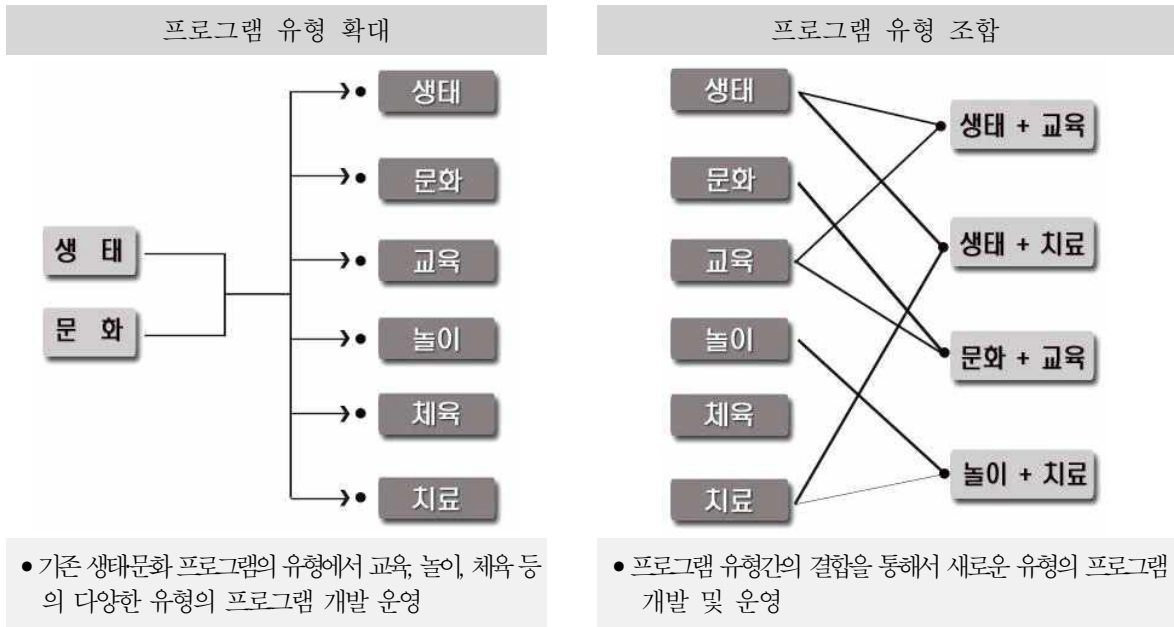 프로그램 유형 확대
생 태
문 화
생태
문화
교육
놀이
체육
치료
• 기존 생태·문화 프로그램의 유형에서 교육, 놀이, 체육 등
의 다양한 유형의 프로그램 개발 운영
프로그램 유형 조합
생태
문화
교육
놀이
체육
치료
생태 + 교육
생태 + 치료
문화 + 교육
놀이 + 치료
• 프로그램 유형간의 결합을 통해서 새로운 유형의 프로그램
개발 및 운영